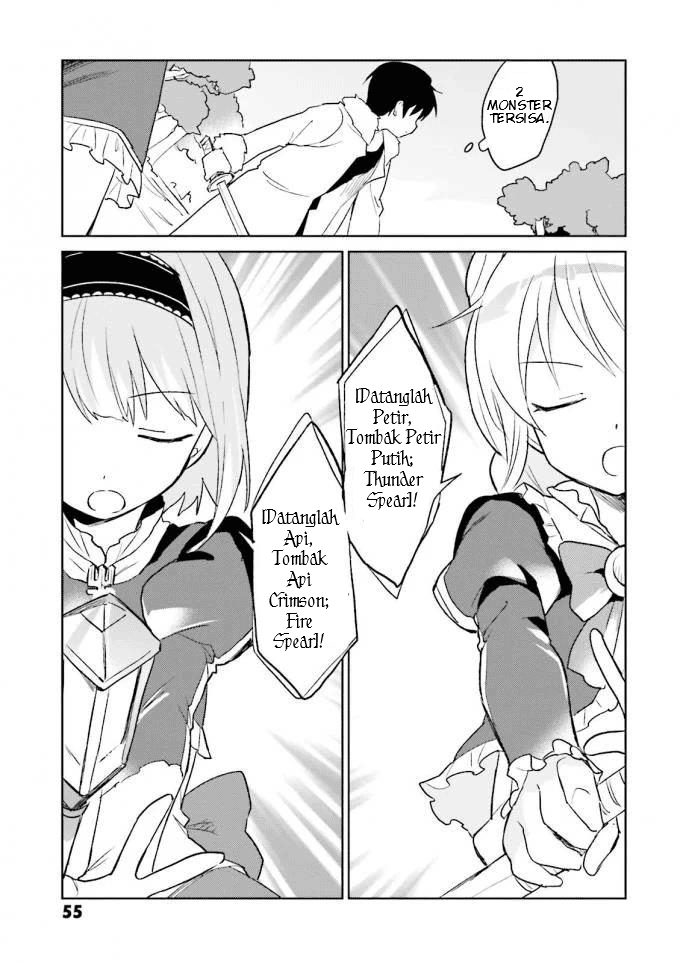 2
MONSTER
TERSISA.
[Datanglah
Petir,
Tombak Petir
Putih;
Thunder
Spear]!
[Datanglah
Api,
Tombak
Api
Crimson;
Fire
Spear]!
55